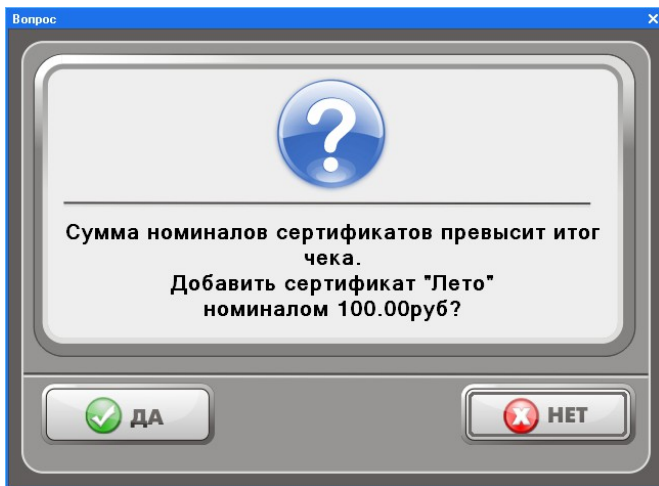 Вопрос
Сумма номиналов сертификатов превысит итог
чека.
Добавить сертификат "Лето"
номиналом 100.00руб?
ДА
НЕТ